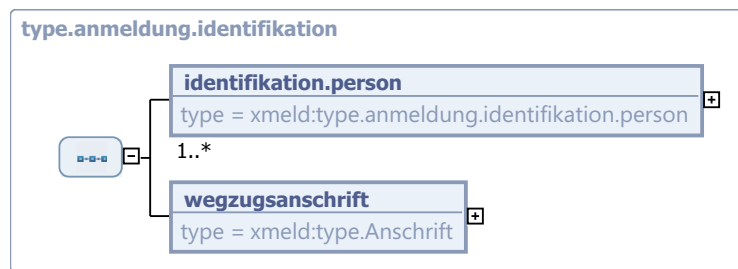 type.anmeldung.identifikation
identifikation.person
type = xmeld:type.anmeldung.identifikation.person
1..*
wegzugsanschrift
type = xmeld:type.Anschrift